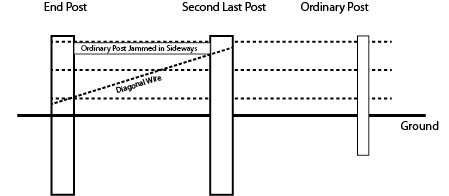 End Post
Second Last Post
Ordinary Post
Ordinary Post Jammed in Sideways
Diagonal Wire
Ground